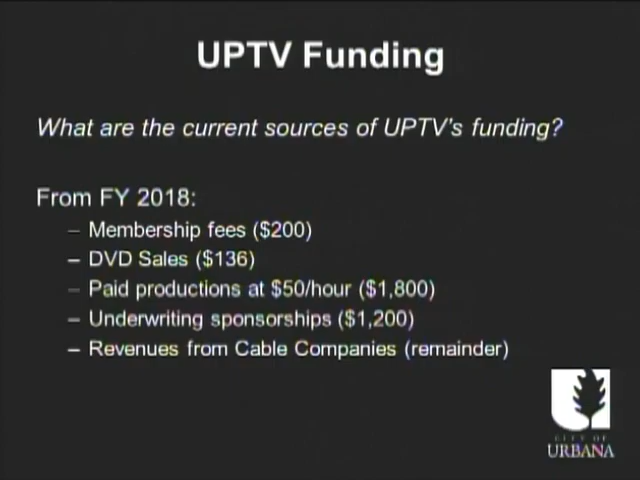 UPTV Funding
What are the current sources of UPTV's funding?
From FY 2018:
– Membership fees ($200)
– DVD Sales ($136)
– Paid productions at $50/hour ($1,800)
– Underwriting sponsorships ($1,200)
– Revenues from Cable Companies (remainder)
CITY OF
URBANA